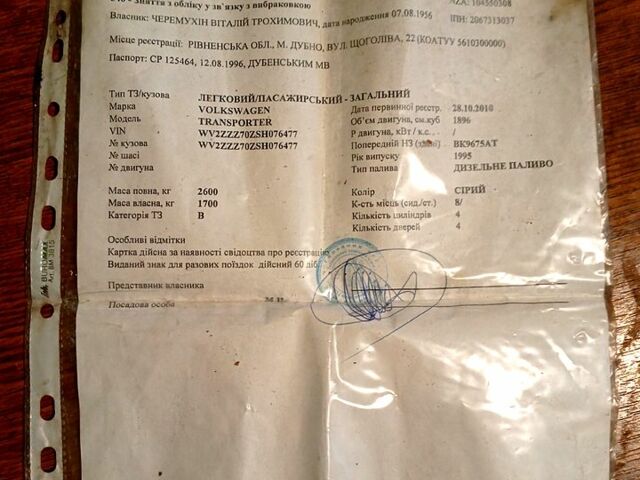 - Зняття з обліку у зв'язку з вибраковкою АZА: 104550308
Власник: ЧЕРЕМУХІН ВІТАЛІЙ ТРОХИМОВИЧ, дата народження 07.08.1956 ІПН: 2067313037
Місце реєстрації: РІВНЕНСЬКА ОБЛ., М. ДУБНО, ВУЛ. ЩОГОЛІВА, 22 (КОАТУУ 5610300000)
Паспорт: СР 125464, 12.08.1996, ДУБЕНСЬКИМ МВ
Тип ТЗ/кузова ЛЕГКОВИЙ/ПАСАЖИРСЬКИЙ - ЗАГАЛЬНИЙ
Марка VOLKSWAGEN Дата первинної реєстр. 28.10.2010
Модель TRANSPORTER Об'єм двигуна, см.куб 1896
VIN WV2ZZZ70ZSH076477 Р двигуна, кВт / к.с. /
№ кузова WV2ZZZ70ZSH076477 Попередній НЗ ВК9675АТ
№ шасі Рік випуску 1995
№ двигуна Тип палива ДИЗЕЛЬНЕ ПАЛИВО
Маса повна, кг 2600 Колір СІРИЙ
Маса власна, кг 1700 К-сть місць (сид./ст.) 8/
Категорія ТЗ В Кількість циліндрів 4
Кількість дверей 4
Особливі відмітки
Картка дійсна за наявності свідоцтва про реєстрацію
Виданий знак для разових поїздок дійсний 60 діб
Представник власника
Посадова особа М.П.
BUROMAX
Art. BM 3815